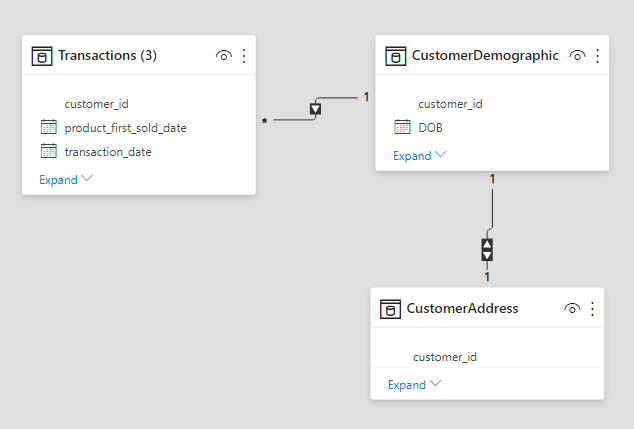 Transactions (3)
customer_id
product_first_sold_date
transaction_date
Expand
*
1
CustomerDemographic
customer_id
DOB
Expand
1
1
CustomerAddress
customer_id
Expand